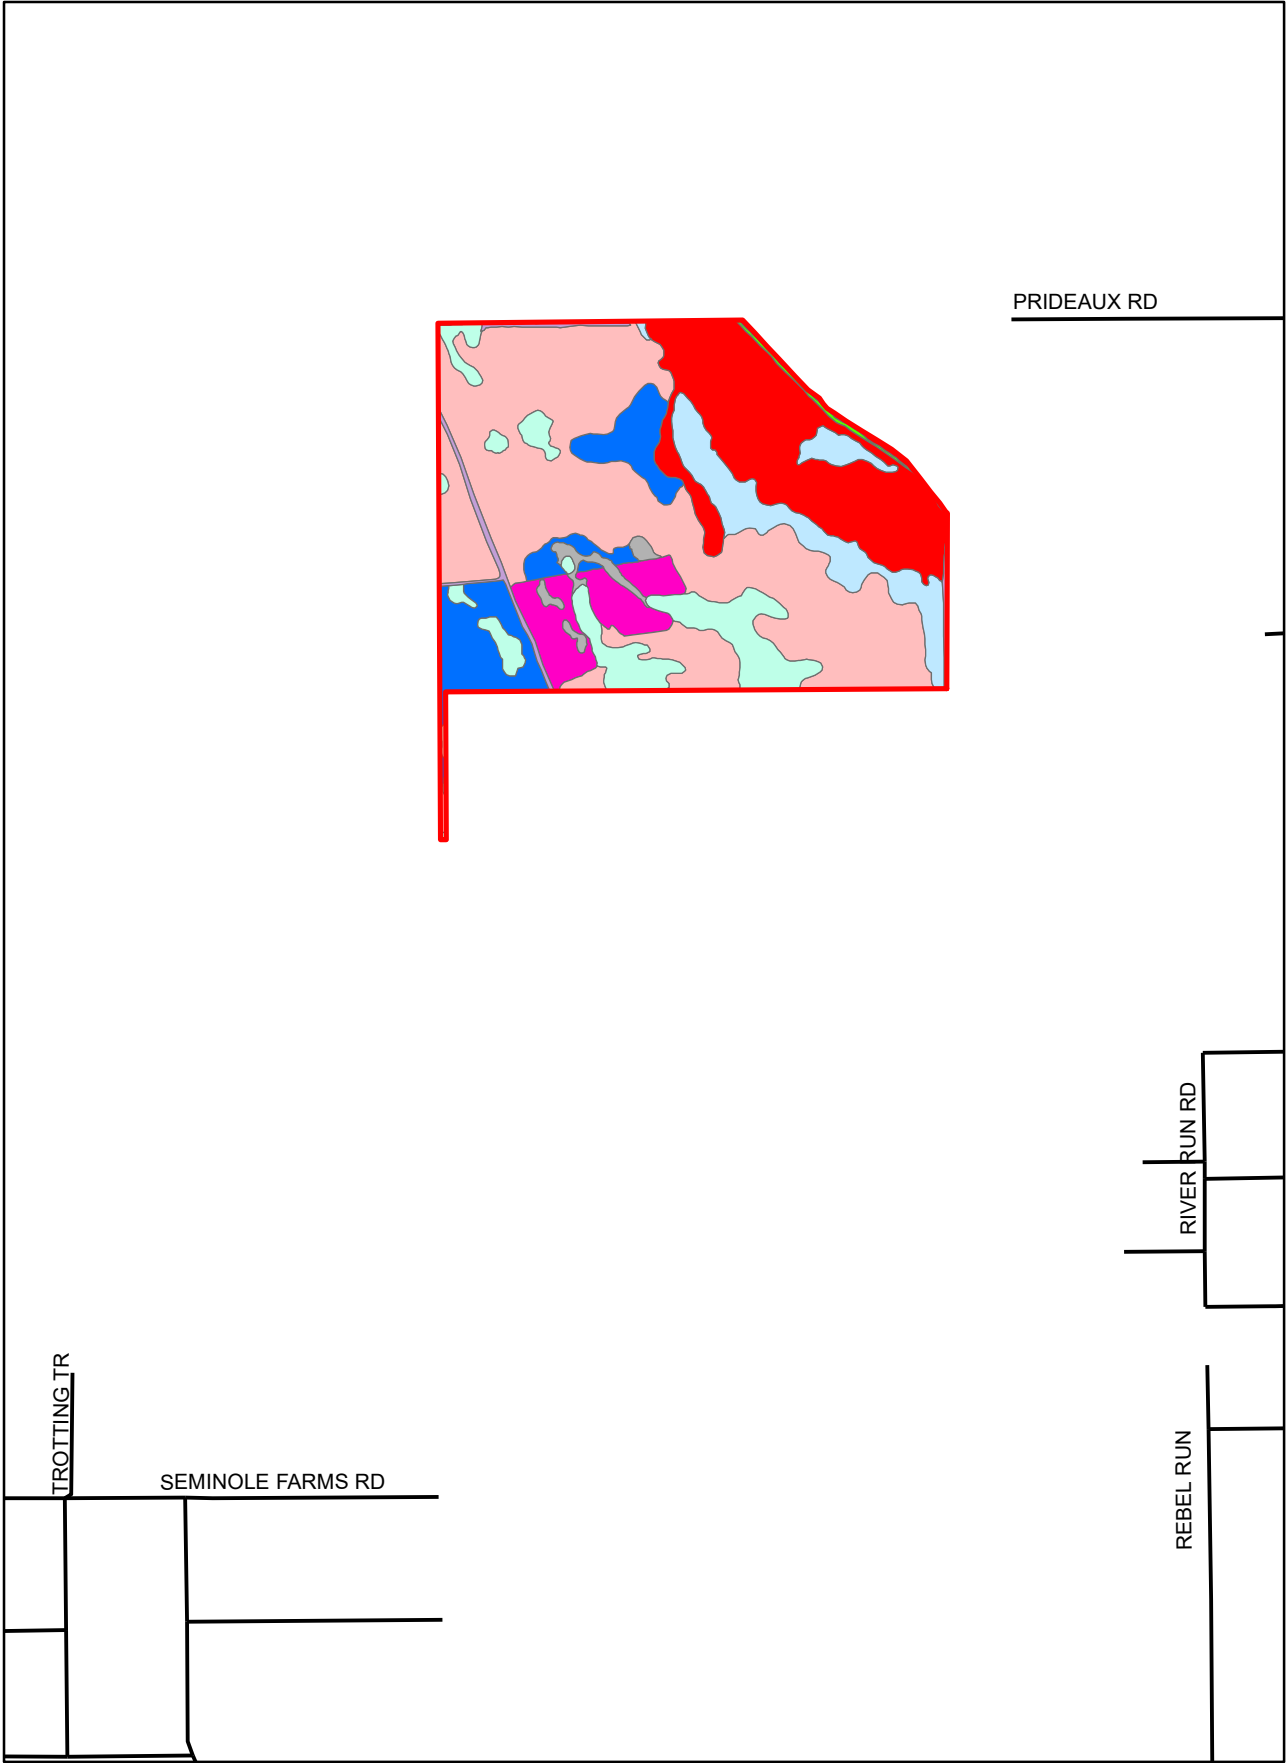 PRIDEAUX RD
RIVER RUN RD
TROTTING TR
SEMINOLE FARMS RD
REBEL RUN